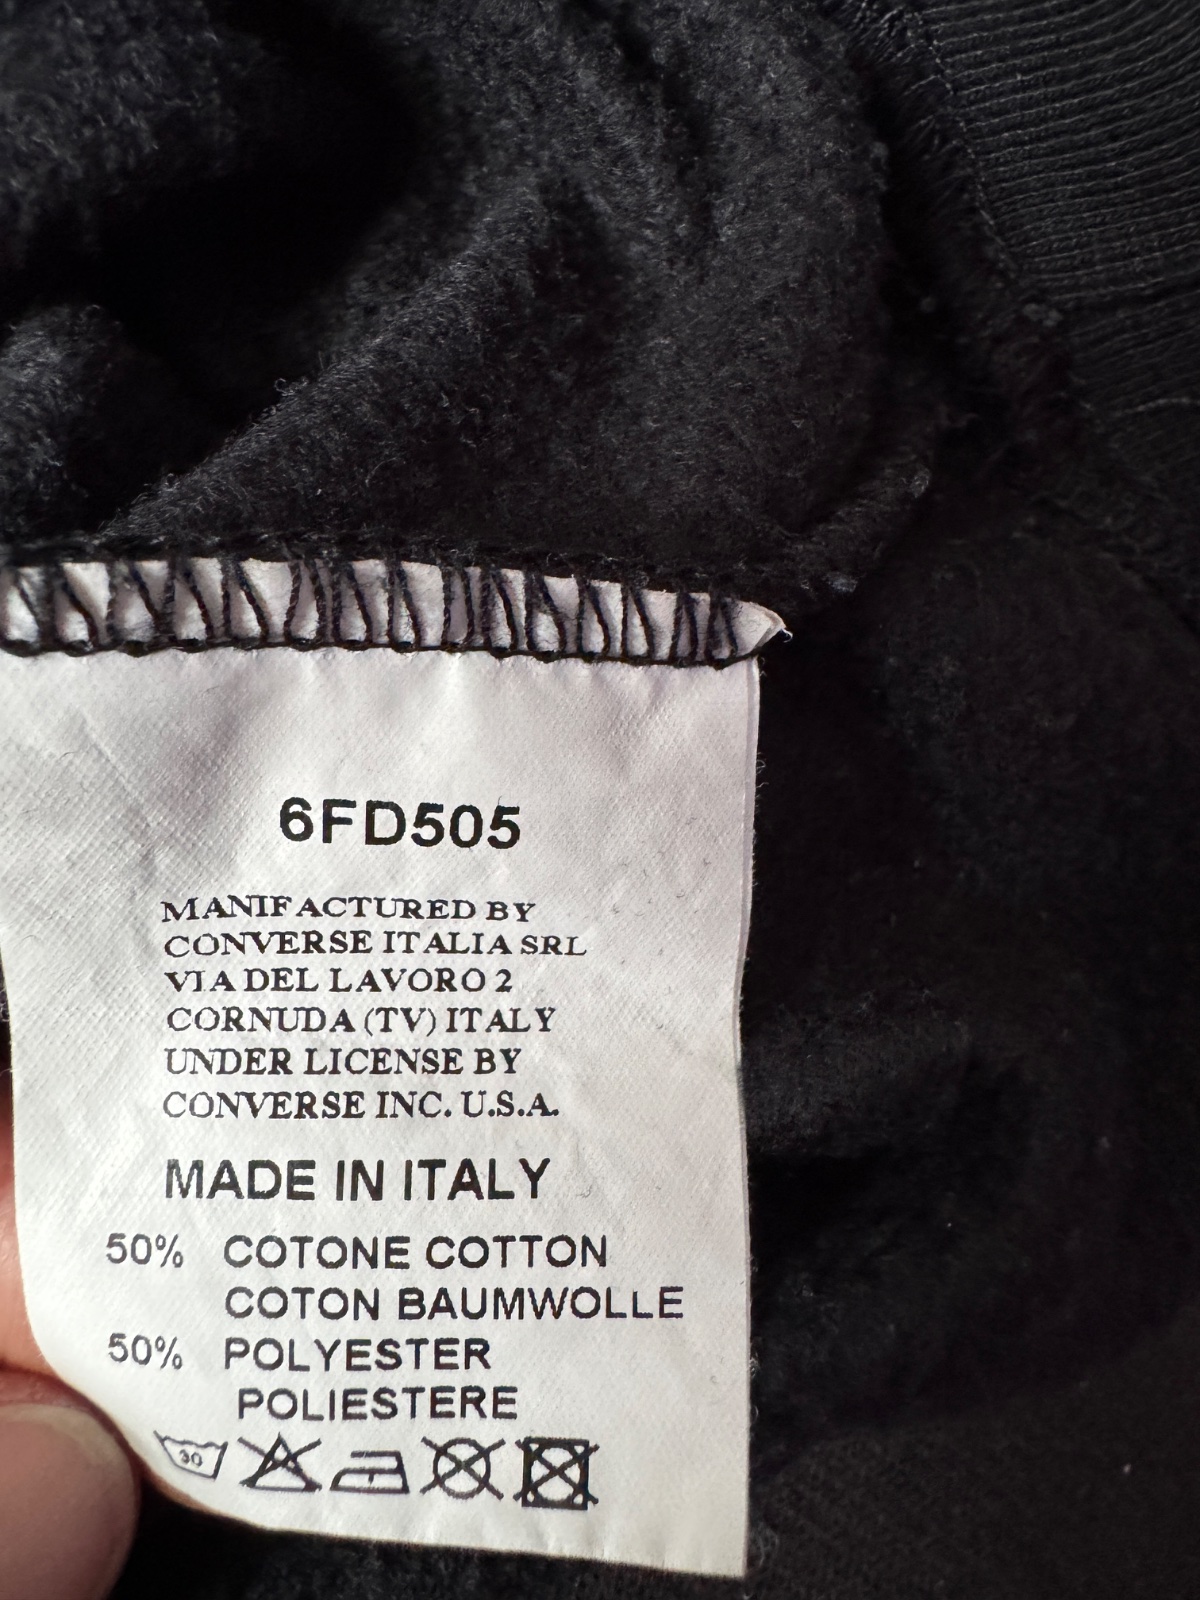 6FD505
MANIFACTURED BY
CONVERSE ITALIA SRL
VIA DEL LAVORO 2
CORNUDA (TV) ITALY
UNDER LICENSE BY
CONVERSE INC. U.S.A.
MADE IN ITALY
50% COTONE COTTON
COTON BAUMWOLLE
50% POLYESTER
POLIESTERE
30